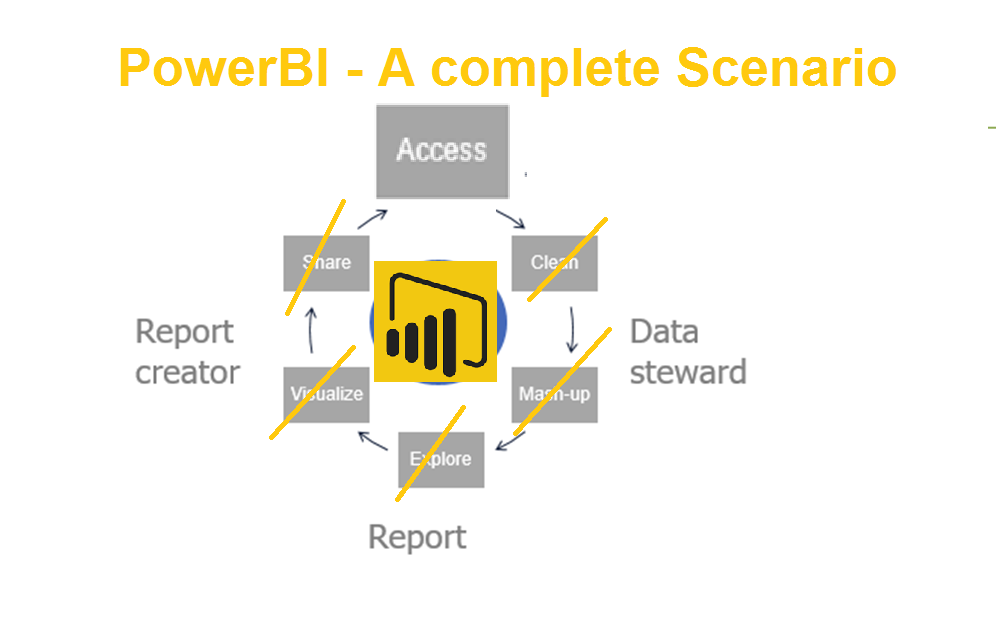 PowerBI - A complete Scenario
Access
Share
Clean
Report
creator
Data
steward
Visualize
Mash-up
Explore
Report